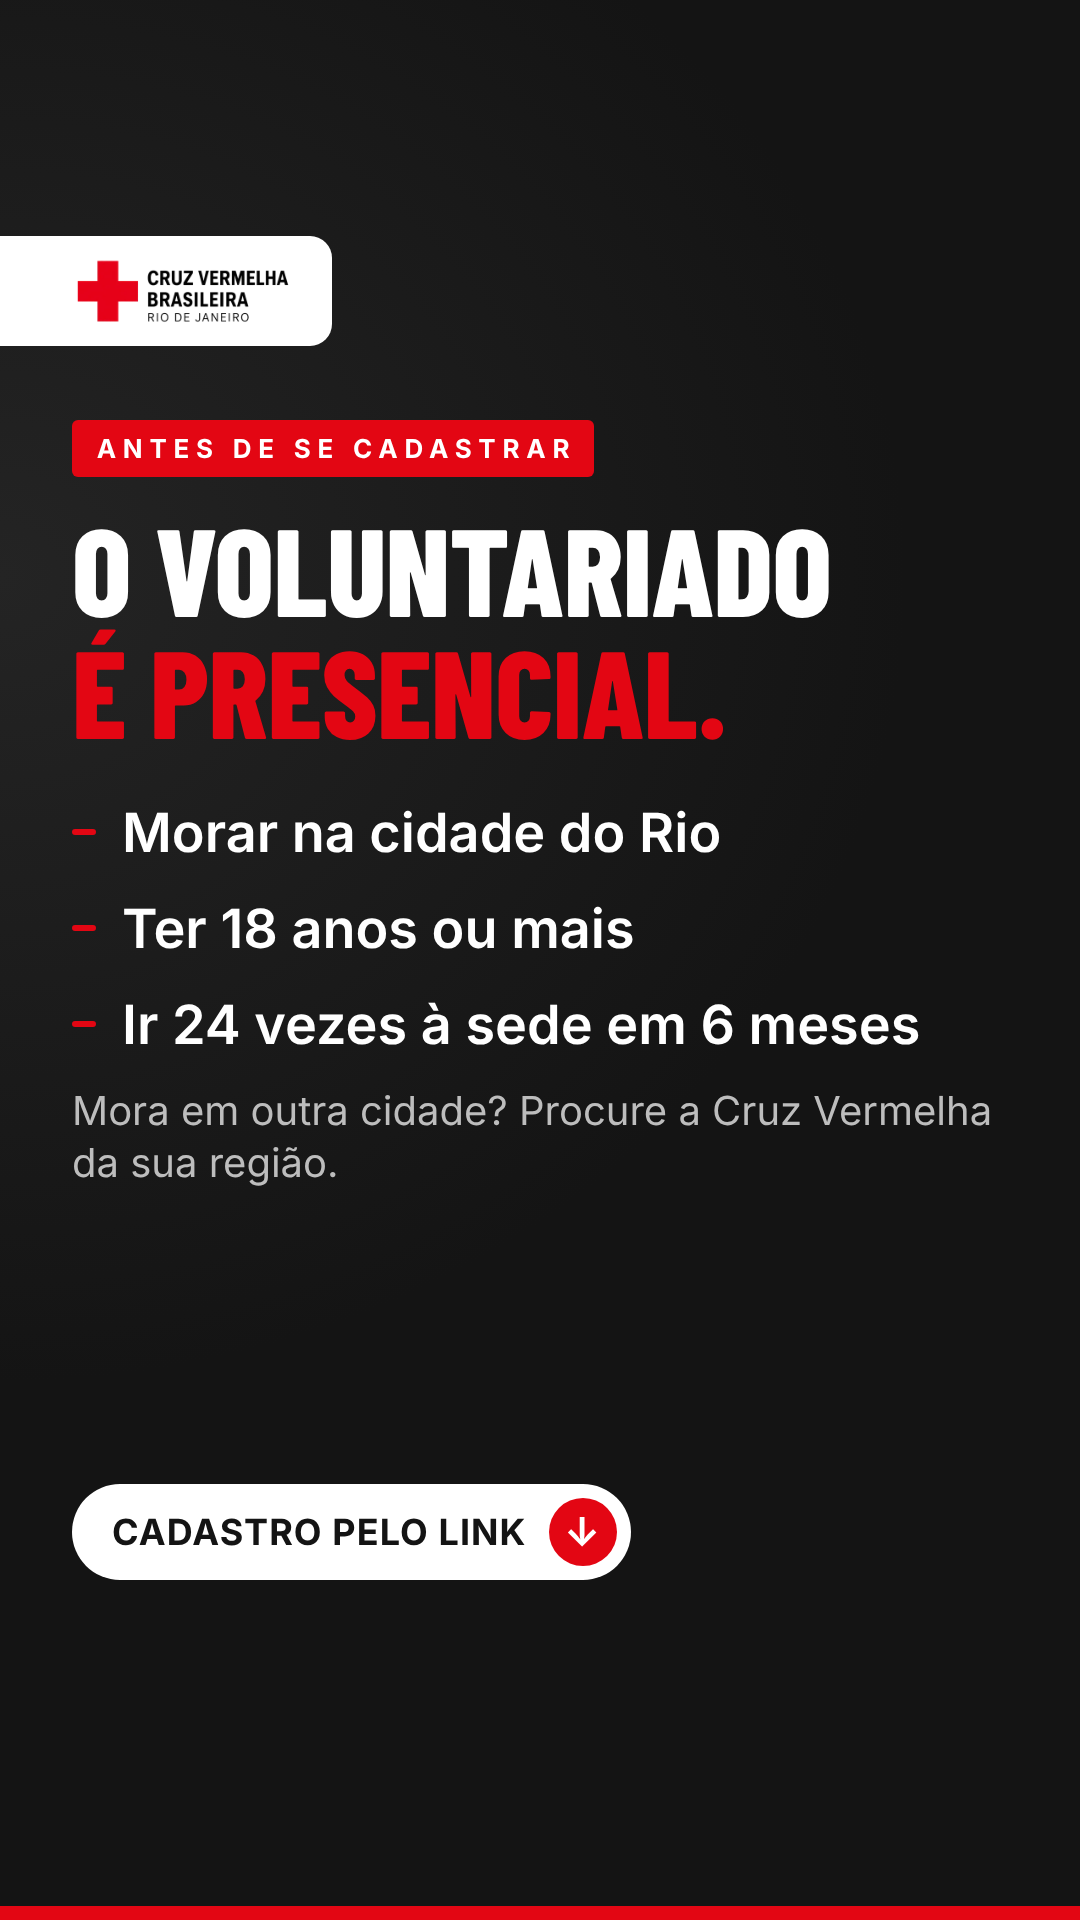 CRUZ VERMELHA
BRASILEIRA
RIO DE JANEIRO
ANTES DE SE CADASTRAR
O VOLUNTARIADO
É PRESENCIAL.
Morar na cidade do Rio
Ter 18 anos ou mais
Ir 24 vezes à sede em 6 meses
Mora em outra cidade? Procure a Cruz Vermelha
da sua região.
CADASTRO PELO LINK